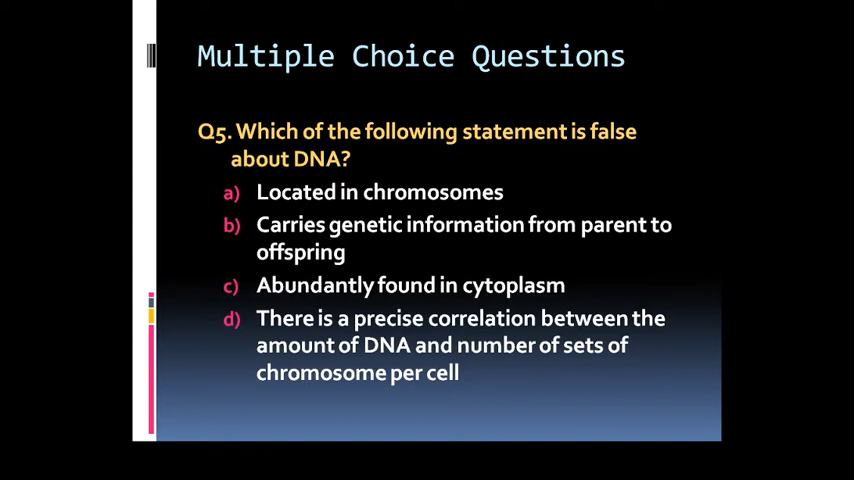 Multiple Choice Questions
Q5. Which of the following statement is false
about DNA?
a) Located in chromosomes
b) Carries genetic information from parent to
offspring
c) Abundantly found in cytoplasm
d) There is a precise correlation between the
amount of DNA and number of sets of
chromosome per cell